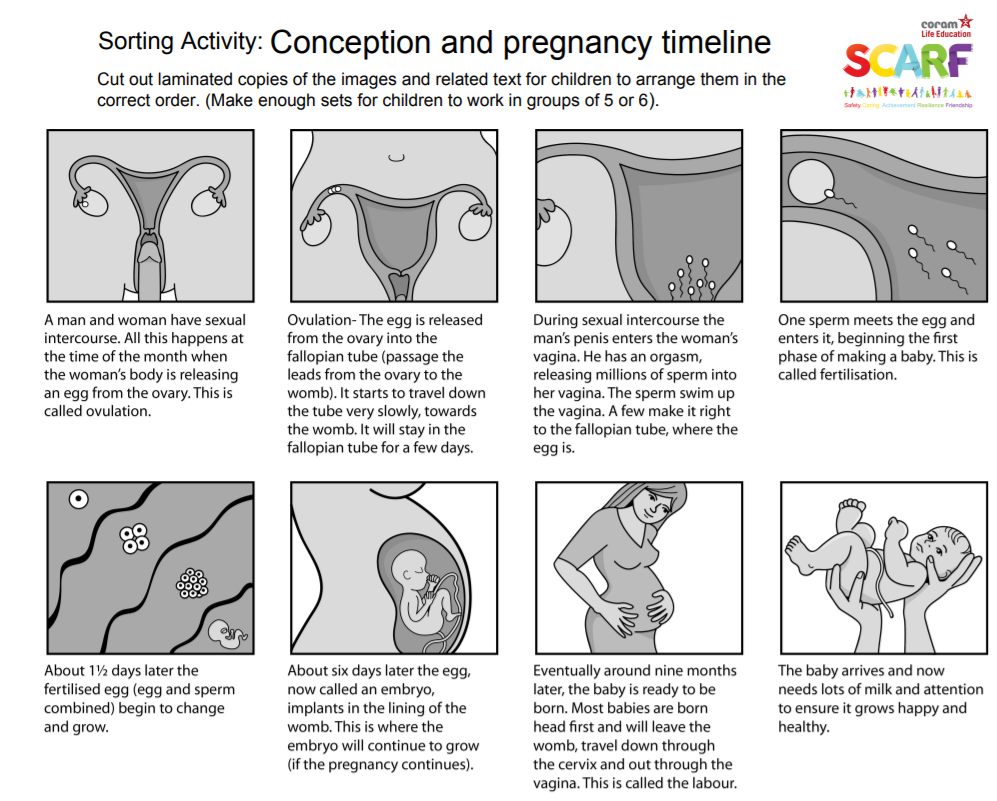 coram
Life Education
SCARF
Safety Caring Achievement Resilience Friendship
Sorting Activity: Conception and pregnancy timeline
Cut out laminated copies of the images and related text for children to arrange them in the
correct order. (Make enough sets for children to work in groups of 5 or 6).
A man and woman have sexual
intercourse. All this happens at
the time of the month when
the woman's body is releasing
an egg from the ovary. This is
called ovulation.
Ovulation- The egg is released
from the ovary into the
fallopian tube (passage the
leads from the ovary to the
womb). It starts to travel down
the tube very slowly, towards
the womb. It will stay in the
fallopian tube for a few days.
During sexual intercourse the
man's penis enters the woman's
vagina. He has an orgasm,
releasing millions of sperm into
her vagina. The sperm swim up
the vagina. A few make it right
to the fallopian tube, where the
egg is.
One sperm meets the egg and
enters it, beginning the first
phase of making a baby. This is
called fertilisation.
About 1½ days later the
fertilised egg (egg and sperm
combined) begin to change
and grow.
About six days later the egg,
now called an embryo,
implants in the lining of the
womb. This is where the
embryo will continue to grow
(if the pregnancy continues).
Eventually around nine months
later, the baby is ready to be
born. Most babies are born
head first and will leave the
womb, travel down through
the cervix and out through the
vagina. This is called the labour.
The baby arrives and now
needs lots of milk and attention
to ensure it grows happy and
healthy.